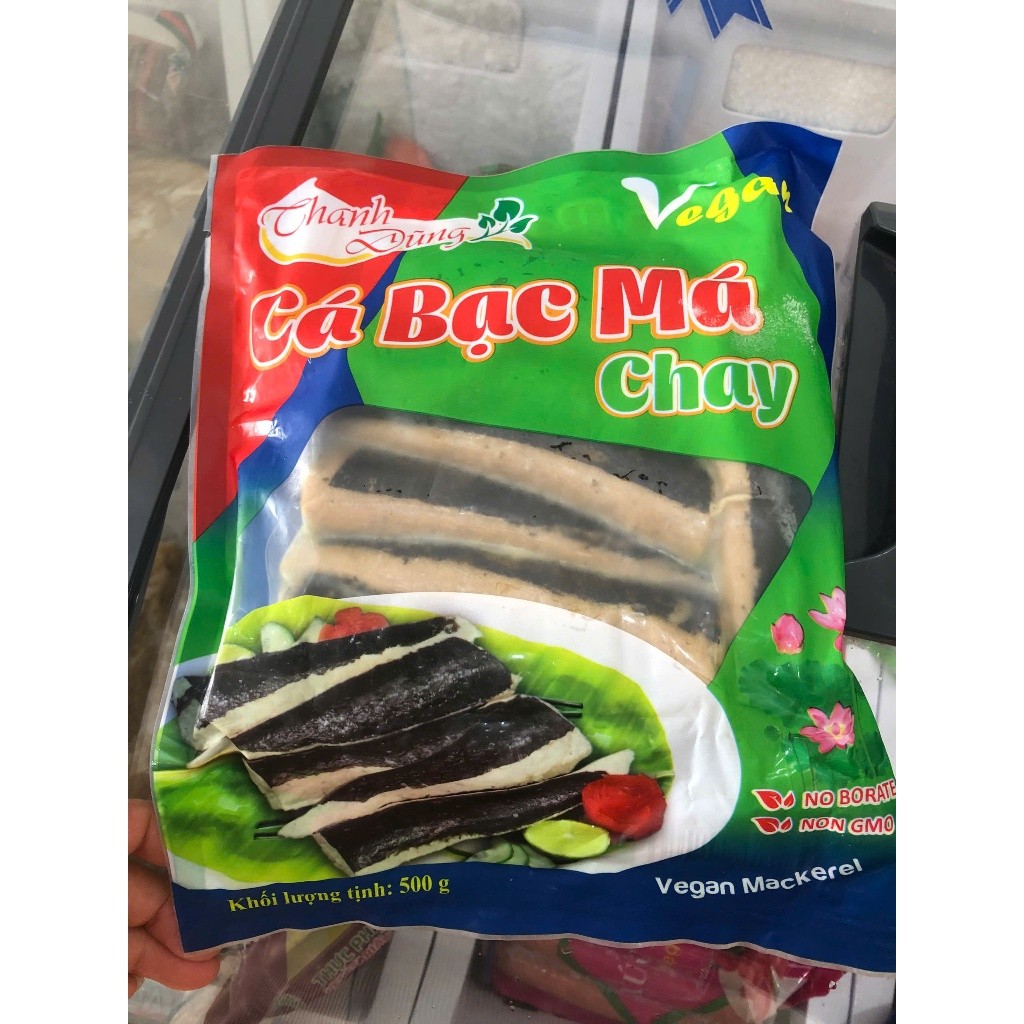 Thanh
Dũng
Vegan
Cá Bạc Má
Chay
NO BORATE
NON GMO
Vegan Mackerel
Khối lượng tịnh: 500 g